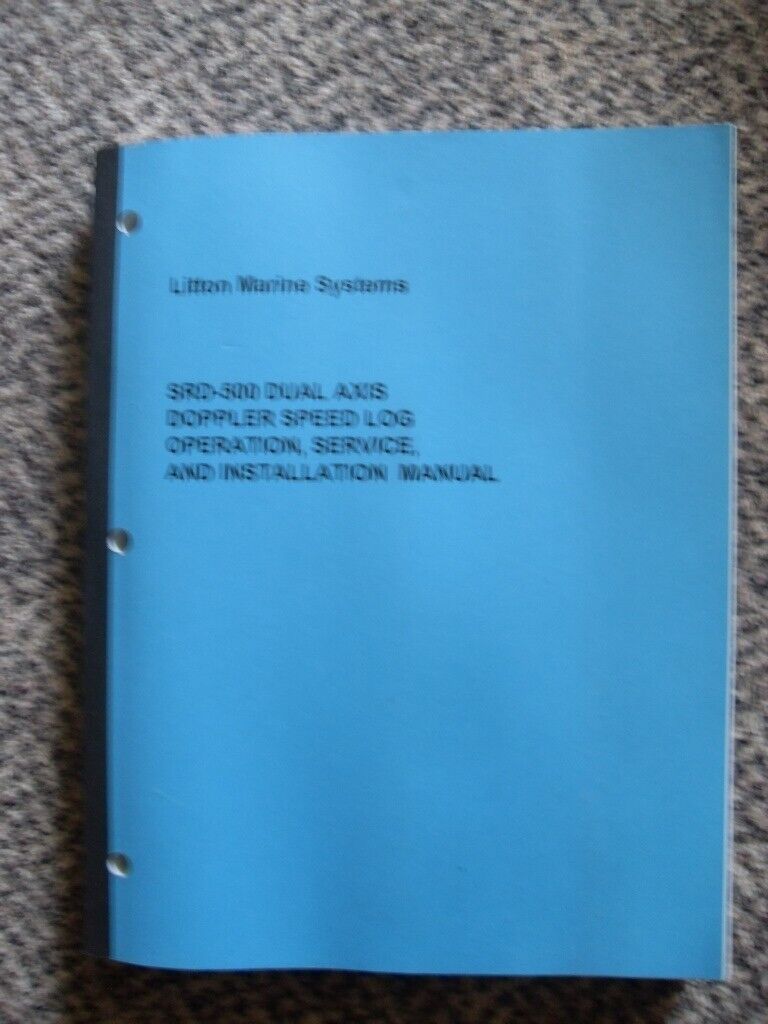 Litton Marine Systems
SRD-500 DUAL AXIS
DOPPLER SPEED LOG
OPERATION, SERVICE,
AND INSTALLATION MANUAL